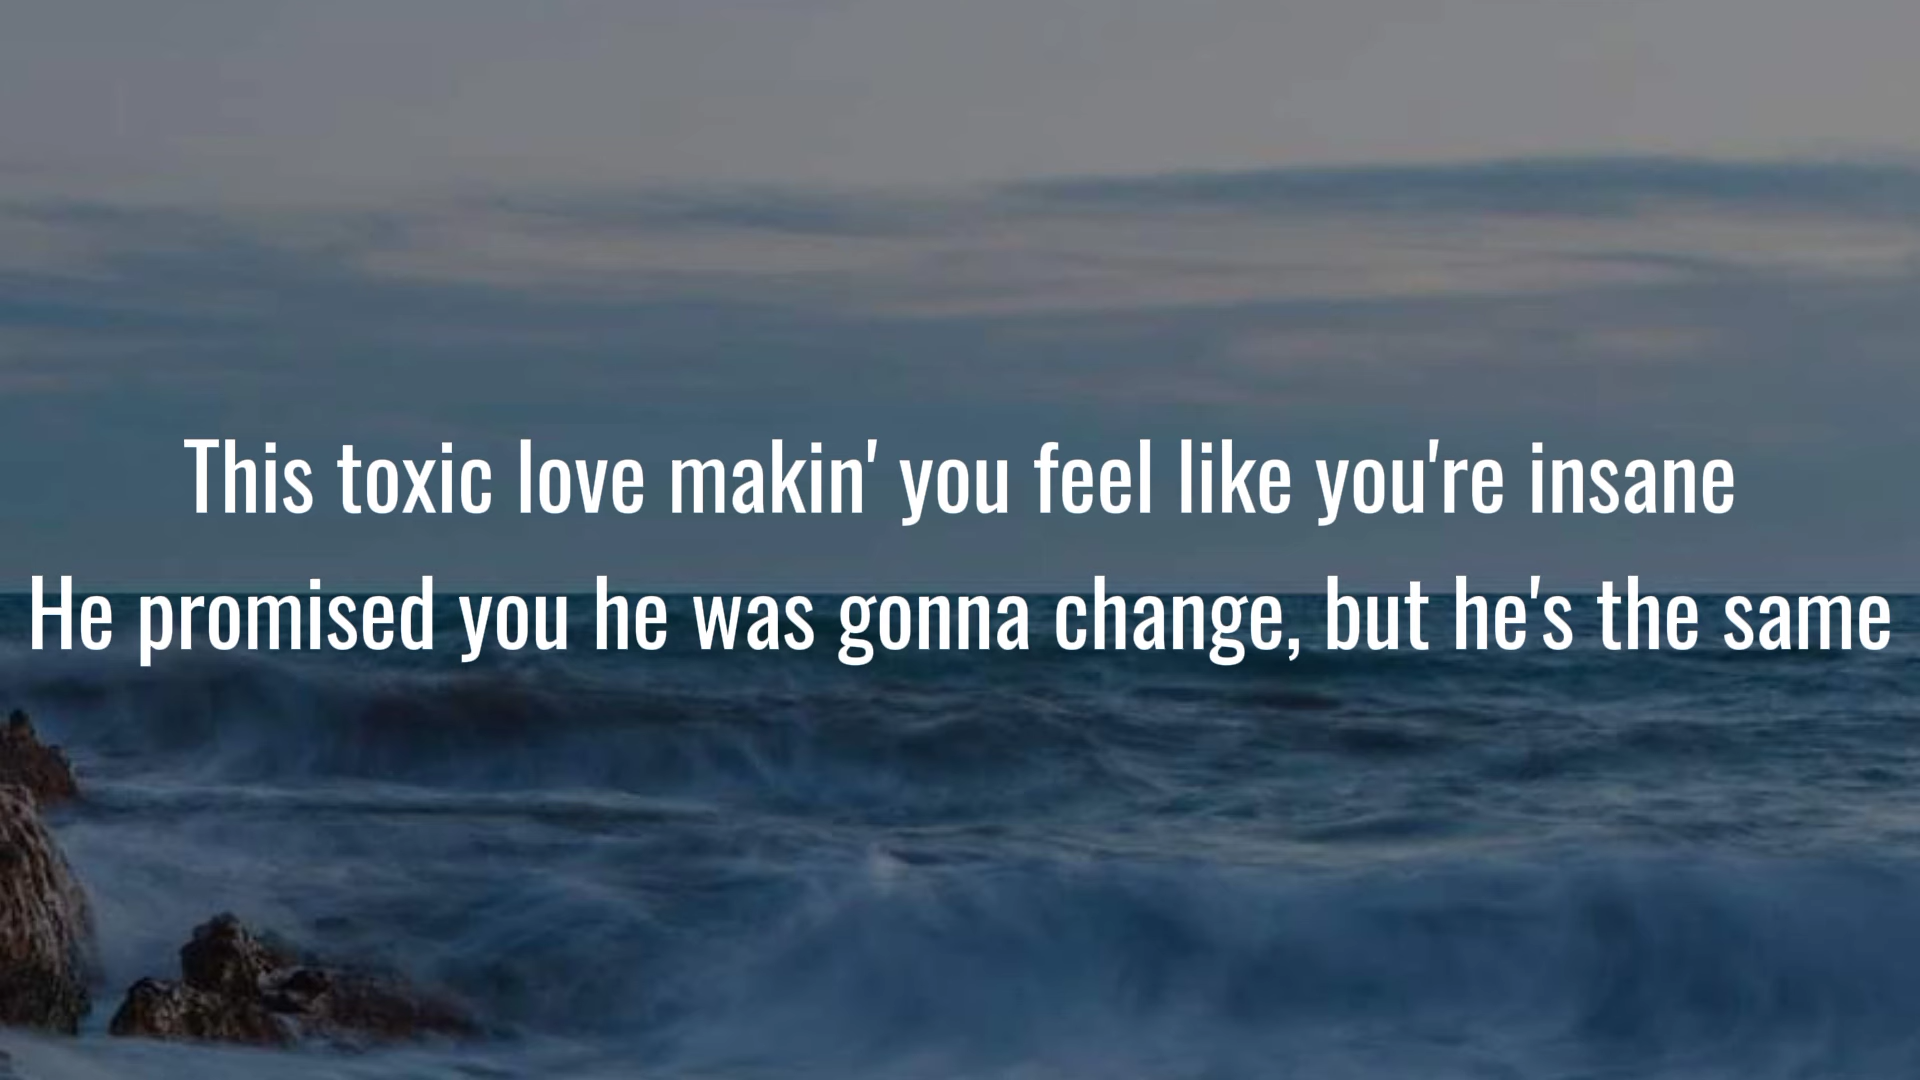 This toxic love makin' you feel like you're insane
He promised you he was gonna change, but he's the same